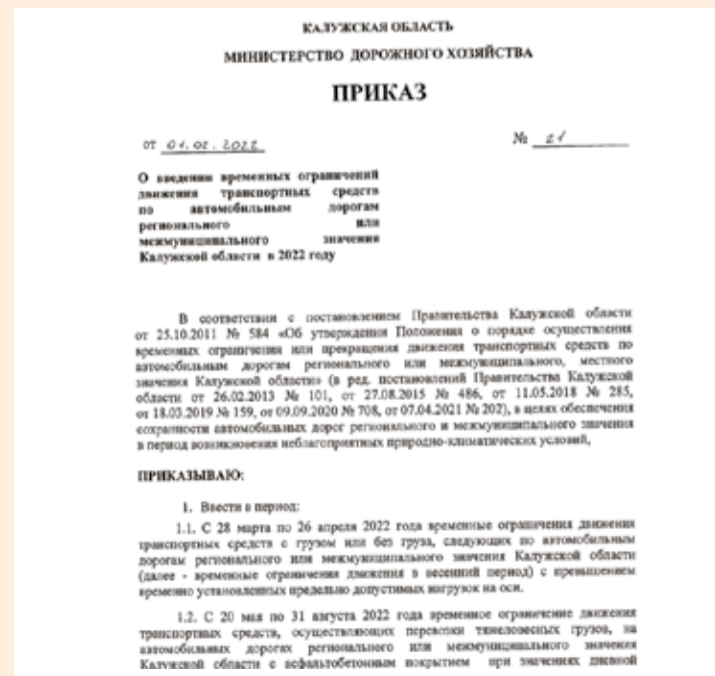 КАЛУЖСКАЯ ОБЛАСТЬ
МИНИСТЕРСТВО ДОРОЖНОГО ХОЗЯЙСТВА
ПРИКАЗ
от 01.02.2022
№ 21
О введении временных ограничений
движения транспортных средств
по автомобильным дорогам
регионального или
межмуниципального значения
Калужской области в 2022 году
В соответствии с постановлением Правительства Калужской области
от 25.10.2011 № 584 «Об утверждении Положения о порядке осуществления
временных ограничения или прекращения движения транспортных средств по
автомобильным дорогам регионального или межмуниципального, местного
значения Калужской области» (в ред. постановлений Правительства Калужской
области от 26.02.2013 № 101, от 27.08.2015 № 486, от 11.05.2018 № 285,
от 18.03.2019 № 159, от 09.09.2020 № 708, от 07.04.2021 № 202), в целях обеспечения
сохранности автомобильных дорог регионального и межмуниципального значения
в период возникновения неблагоприятных природно-климатических условий,
ПРИКАЗЫВАЮ:
1. Ввести в период:
1.1. С 28 марта по 26 апреля 2022 года временные ограничения движения
транспортных средств с грузом или без груза, следующих по автомобильным
дорогам регионального или межмуниципального значения Калужской области
(далее - временные ограничения движения в весенний период) с превышением
временно установленных предельно допустимых нагрузок на оси.
1.2. С 20 мая по 31 августа 2022 года временное ограничение движения
транспортных средств, осуществляющих перевозки тяжеловесных грузов, на
автомобильных дорогах регионального или межмуниципального значения
Калужской области с асфальтобетонным покрытием при значениях дневной